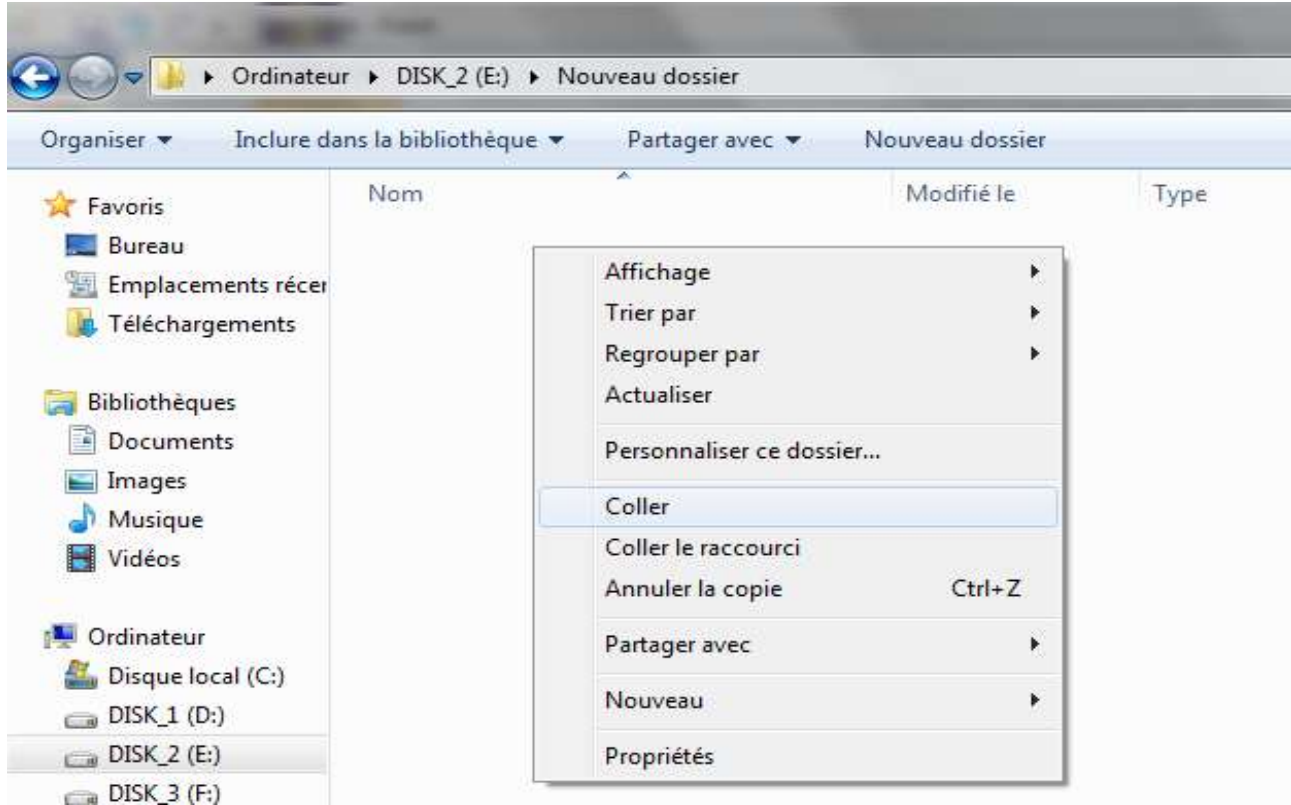 Ordinateur ▸ DISK_2 (E:) ▸ Nouveau dossier
Organiser Inclure dans la bibliothèque Partager avec Nouveau dossier
Nom Modifié le Type
Favoris
Bureau
Emplacements récer
Téléchargements
Bibliothèques
Documents
Images
Musique
Vidéos
Ordinateur
Disque local (C:)
DISK_1 (D:)
DISK_2 (E:)
DISK_3 (F:)
Affichage
Trier par
Regrouper par
Actualiser
Personnaliser ce dossier...
Coller
Coller le raccourci
Annuler la copie Ctrl+Z
Partager avec
Nouveau
Propriétés